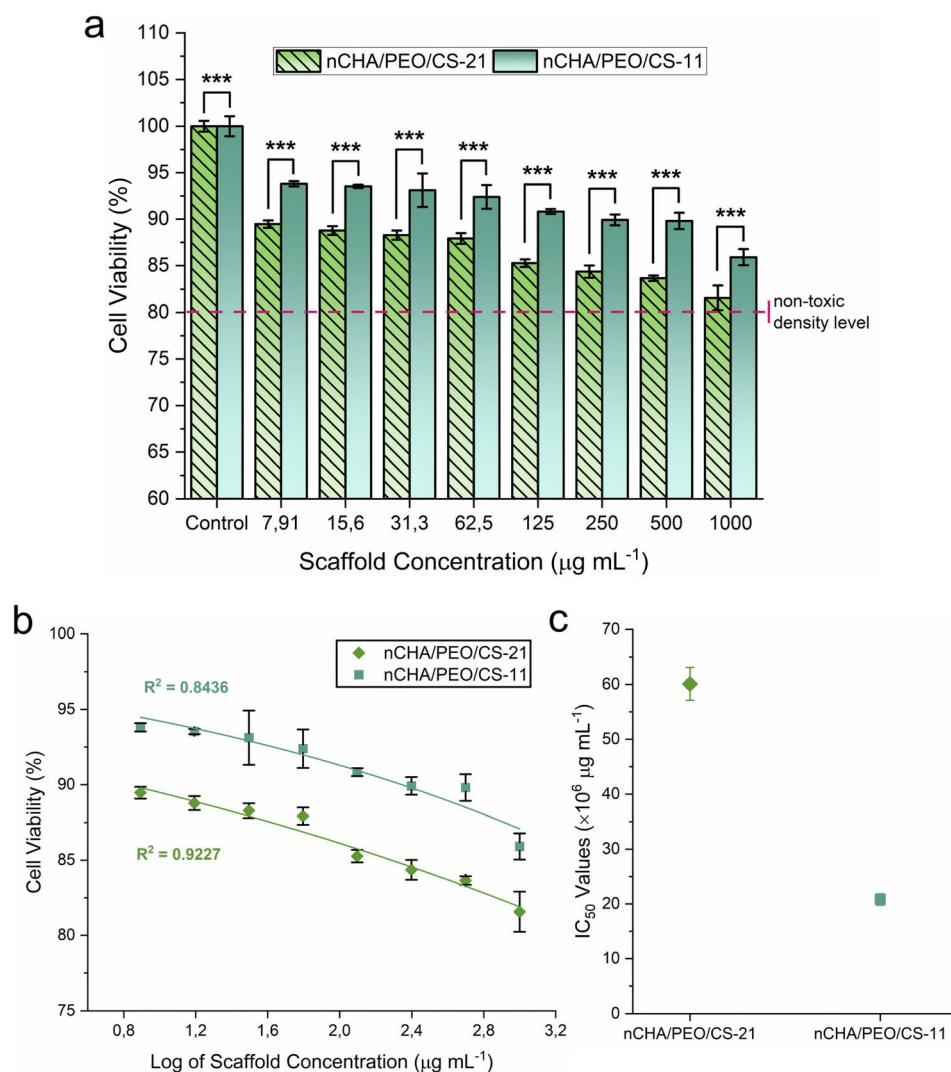 a
nCHA/PEO/CS-21 nCHA/PEO/CS-11
Cell Viability (%)
110
105
100
95
90
85
80
75
70
65
60
*** *** *** *** *** *** *** ***
non-toxic
density level
Control 7,91 15,6 31,3 62,5 125 250 500 1000
Scaffold Concentration (μg mL⁻¹)
b
Cell Viability (%)
100
95
90
85
80
75
nCHA/PEO/CS-21
nCHA/PEO/CS-11
R² = 0.8436
R² = 0.9227
0,8 1,2 1,6 2,0 2,4 2,8 3,2
Log of Scaffold Concentration (μg mL⁻¹)
c
IC₅₀ Values (×10⁶ μg mL⁻¹)
70
60
50
40
30
20
10
0
nCHA/PEO/CS-21 nCHA/PEO/CS-11